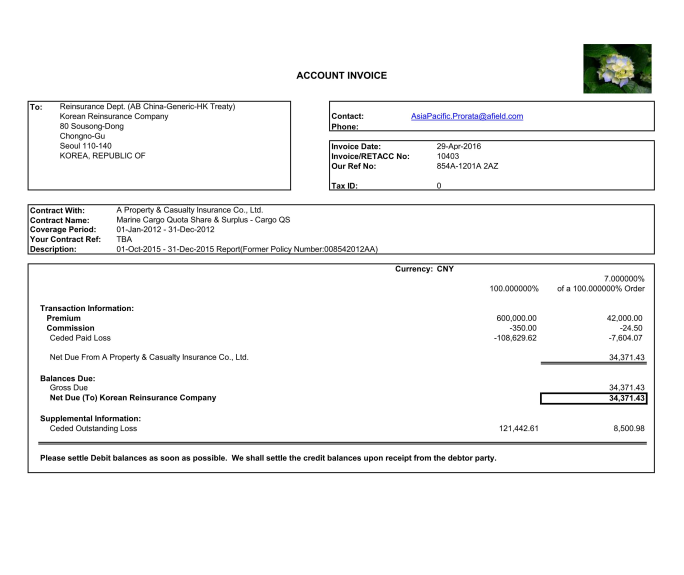 ACCOUNT INVOICE
To: Reinsurance Dept. (AB China-Generic-HK Treaty)
Korean Reinsurance Company
80 Sousong-Dong
Chongno-Gu
Seoul 110-140
KOREA, REPUBLIC OF
Contact: AsiaPacific.Prorata@afield.com
Phone:
Invoice Date: 29-Apr-2016
Invoice/RETACC No: 10403
Our Ref No: 854A-1201A 2AZ
Tax ID: 0
Contract With: A Property & Casualty Insurance Co., Ltd.
Contract Name: Marine Cargo Quota Share & Surplus - Cargo QS
Coverage Period: 01-Jan-2012 - 31-Dec-2012
Your Contract Ref: TBA
Description: 01-Oct-2015 - 31-Dec-2015 Report(Former Policy Number:008542012AA)
Currency: CNY
7.000000%
100.000000% of a 100.000000% Order
Transaction Information:
Premium 600,000.00 42,000.00
Commission -350.00 -24.50
Ceded Paid Loss -108,629.62 -7,604.07
Net Due From A Property & Casualty Insurance Co., Ltd. 34,371.43
Balances Due:
Gross Due 34,371.43
Net Due (To) Korean Reinsurance Company 34,371.43
Supplemental Information:
Ceded Outstanding Loss 121,442.61 8,500.98
Please settle Debit balances as soon as possible. We shall settle the credit balances upon receipt from the debtor party.